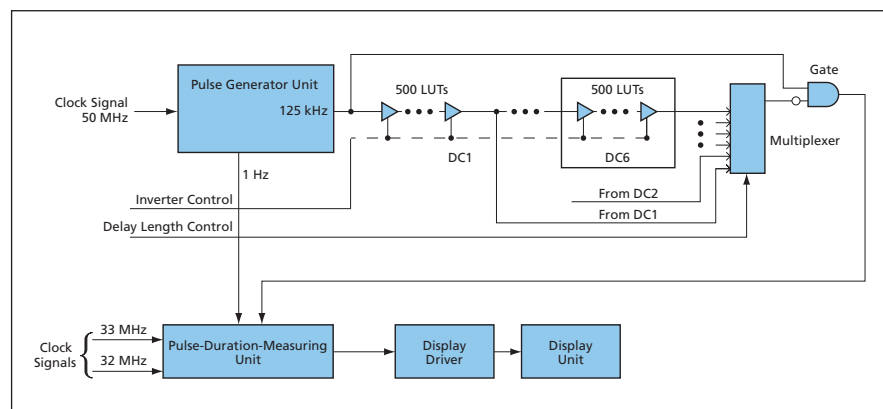 Gate
Pulse Generator Unit
500 LUTs
500 LUTs
Clock Signal
50 MHz
125 kHz
Multiplexer
DC1
DC6
1 Hz
From DC2
Inverter Control
From DC1
Delay Length Control
Clock
Signals
33 MHz
32 MHz
Pulse-Duration-Measuring
Unit
Display
Driver
Display
Unit